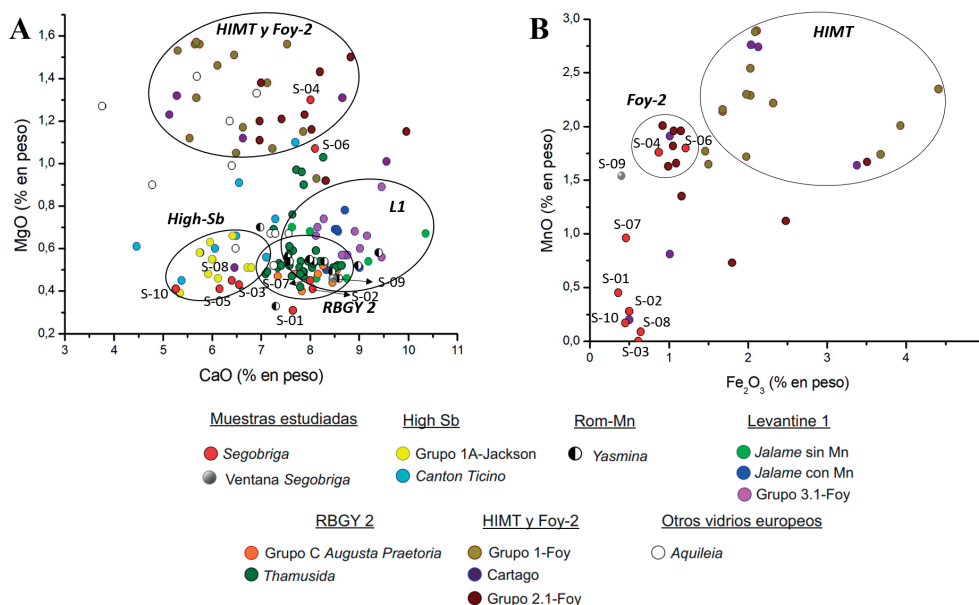 A
B
MgO (% en peso)
1,6
1,4
1,2
1,0
0,8
0,6
0,4
0,2
HIMT y Foy-2
S-04
S-06
High-Sb
L1
S-08
S-10
S-05
S-03
S-07
S-09
S-02
RBGY 2
S-01
3 4 5 6 7 8 9 10 11
CaO (% en peso)
MnO (% en peso)
3,0
2,5
2,0
1,5
1,0
0,5
0,0
HIMT
Foy-2
S-04
S-06
S-09
S-07
S-01
S-02
S-10
S-08
S-03
0 1 2 3 4
Fe₂O₃ (% en peso)
Muestras estudiadas
Segobriga
Ventana Segobriga
High Sb
Grupo 1A-Jackson
Canton Ticino
Rom-Mn
Yasmina
Levantine 1
Jalame sin Mn
Jalame con Mn
Grupo 3.1-Foy
RBGY 2
Grupo C Augusta Praetoria
Thamusida
HIMT y Foy-2
Grupo 1-Foy
Cartago
Grupo 2.1-Foy
Otros vidrios europeos
Aquileia